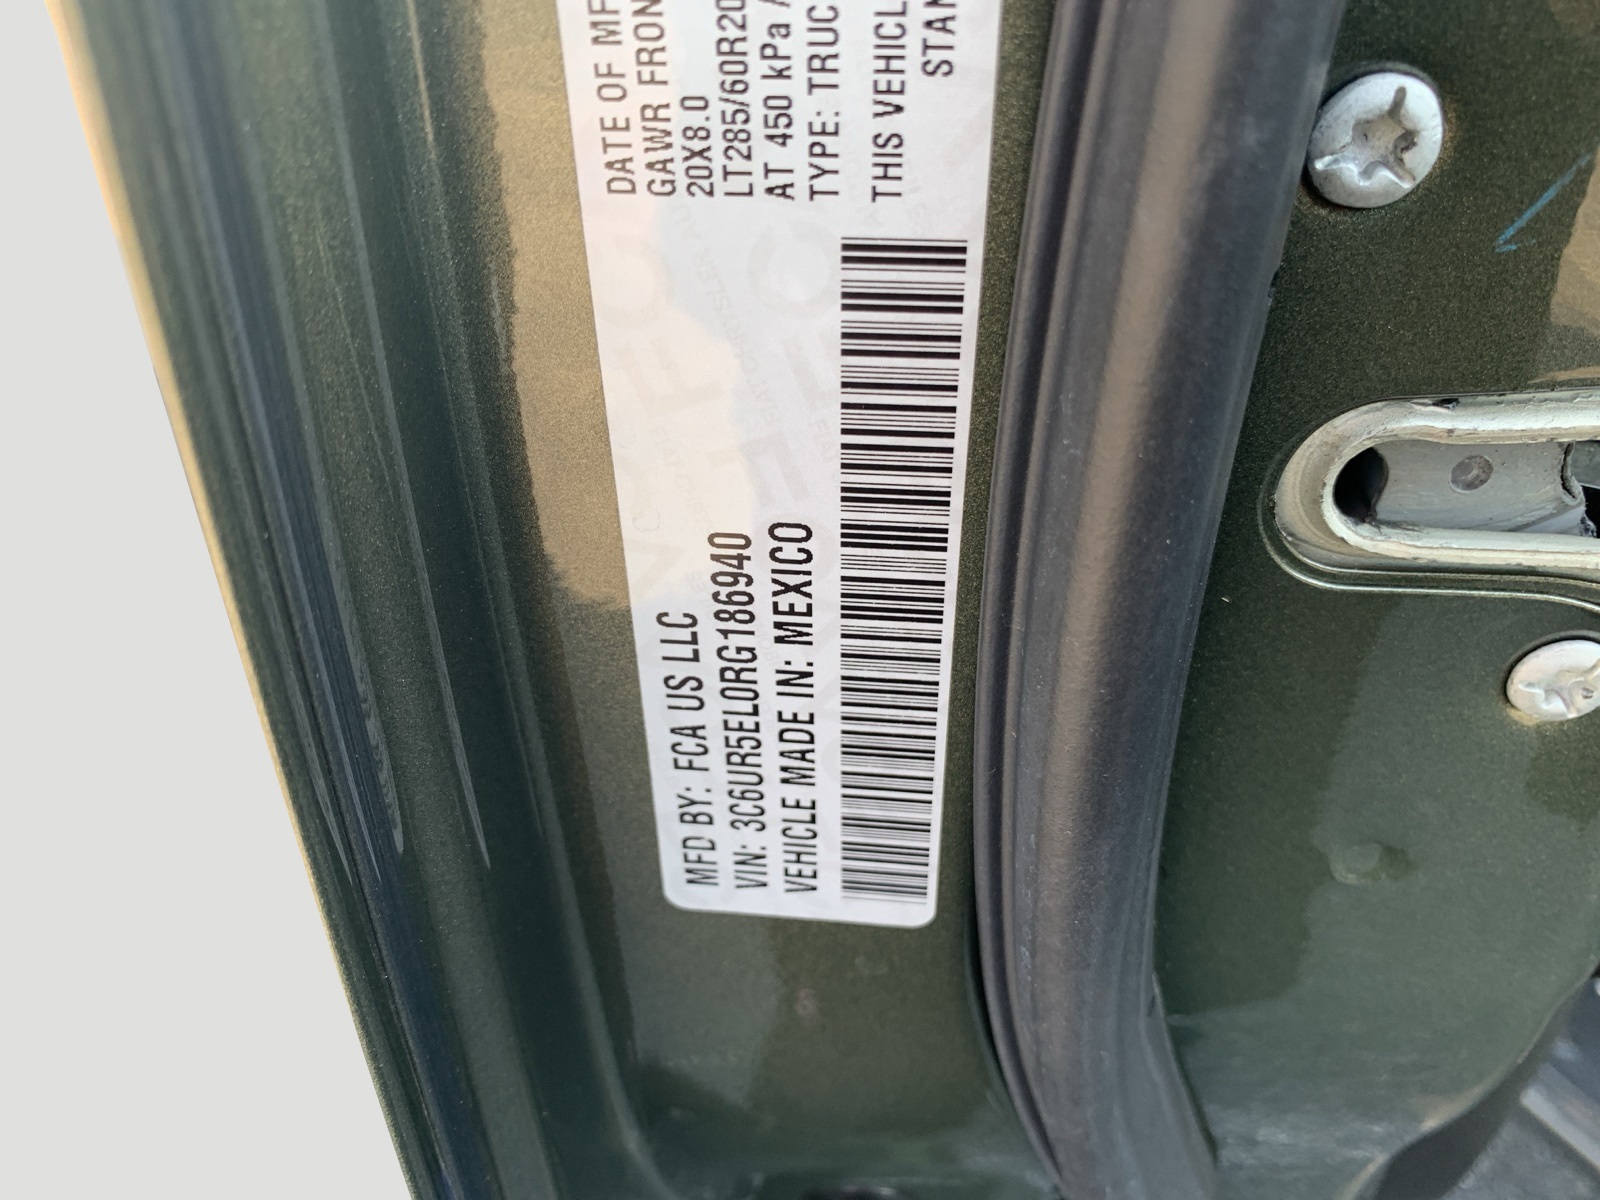 MFD BY: FCA US LLC
VIN: 3C6UR5EL0RG186940
VEHICLE MADE IN: MEXICO
DATE OF MF
GAWR FRON
20X8.0
LT285/60R20
AT 450 kPa
TYPE: TRUC
THIS VEHICL
STAN